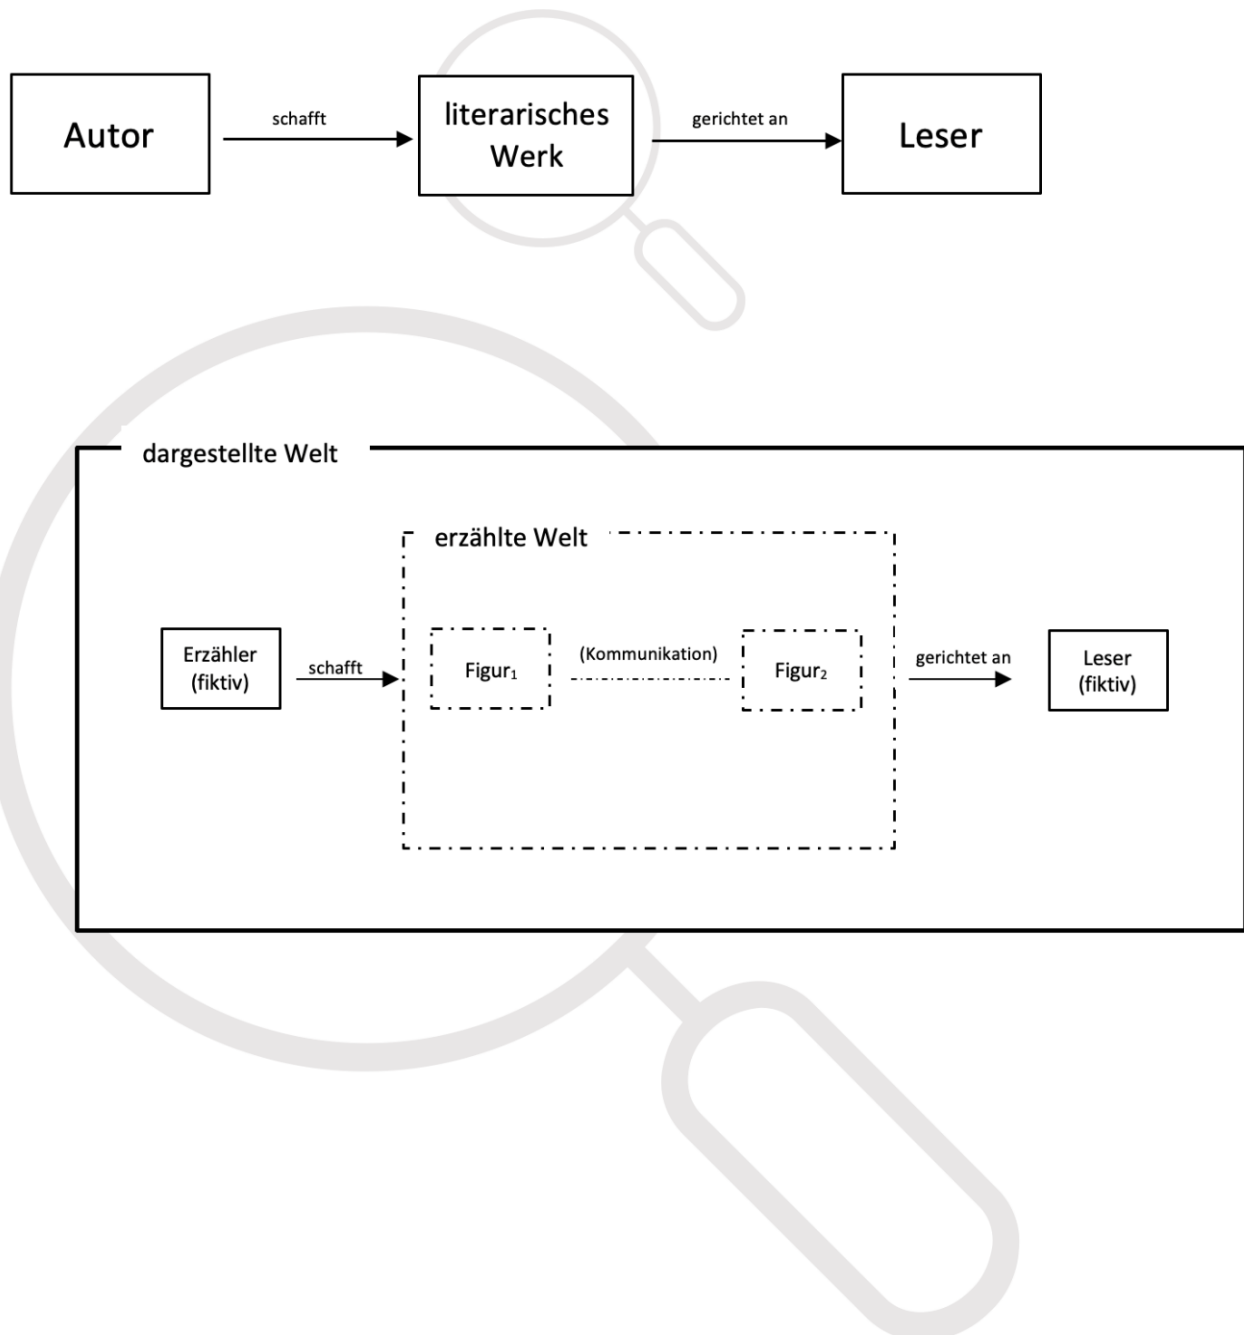 Autor
schafft
literarisches
Werk
gerichtet an
Leser
dargestellte Welt
erzählte Welt
Erzähler
(fiktiv)
schafft
Figur₁
(Kommunikation)
Figur₂
gerichtet an
Leser
(fiktiv)